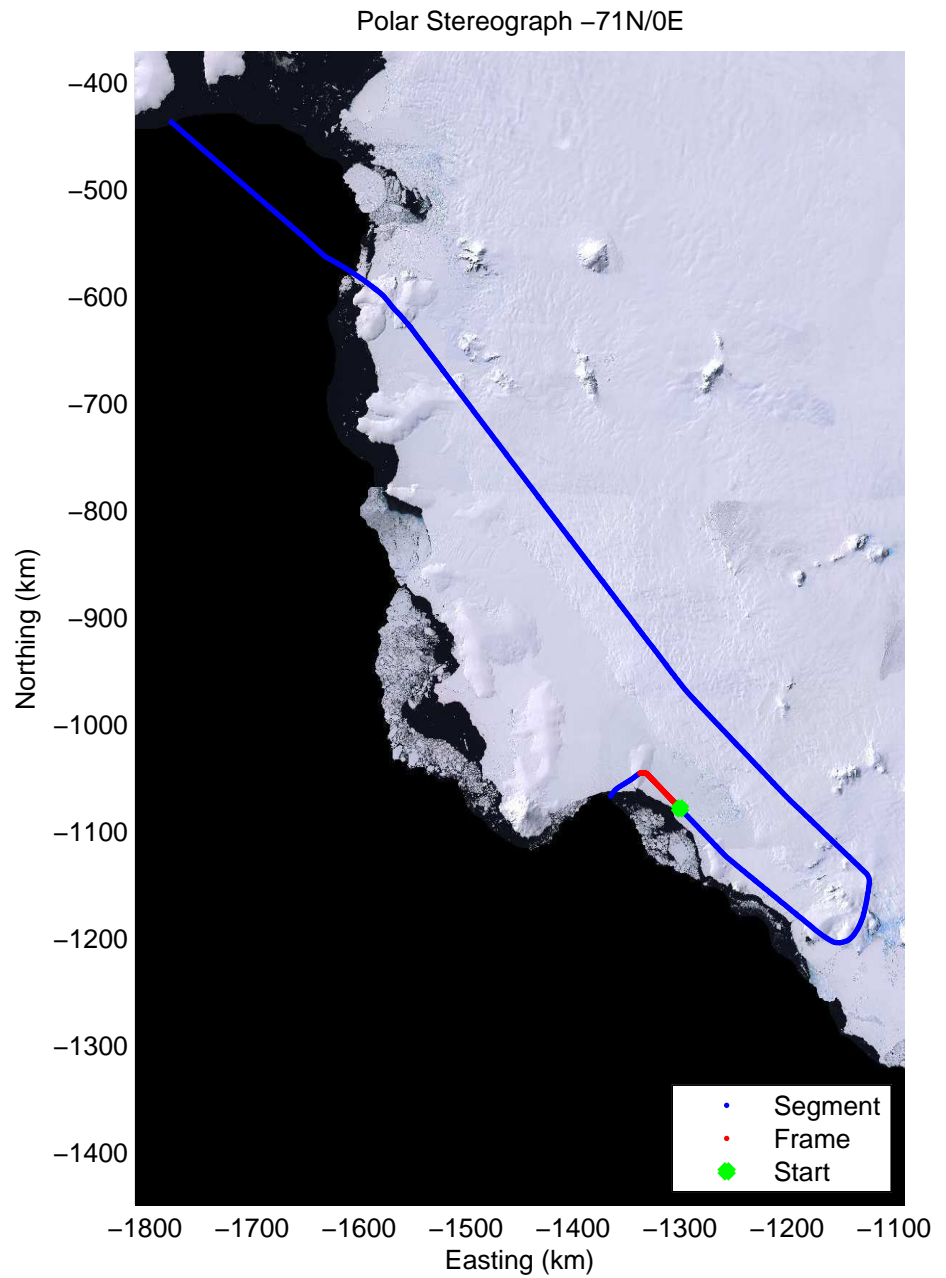 Polar Stereograph −71N/0E
−400
−500
−600
−700
−800
−900
−1000
−1100
−1200
−1300
−1400
Northing (km)
Segment
Frame
Start
−1800 −1700 −1600 −1500 −1400 −1300 −1200 −1100
Easting (km)